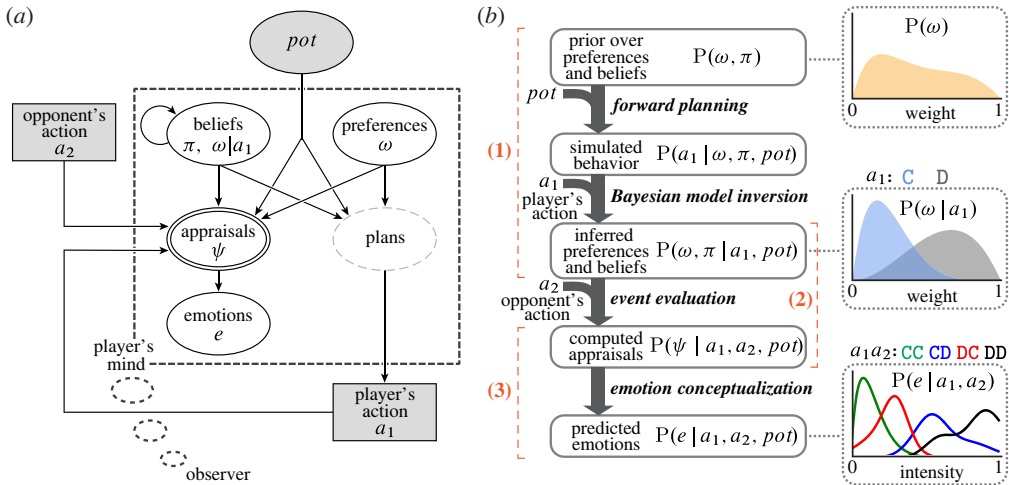 (a)
pot
opponent's
action
a₂
beliefs
π, ω|a₁
preferences
ω
appraisals
ψ
plans
emotions
e
player's
mind
player's
action
a₁
observer
(b)
prior over
preferences
and beliefs
P(ω, π)
pot
forward planning
(1)
simulated
behavior
P(a₁ | ω, π, pot)
a₁
player's
action
Bayesian model inversion
inferred
preferences
and beliefs
P(ω, π | a₁, pot)
a₂
opponent's
action
event evaluation
(2)
computed
appraisals
P(ψ | a₁, a₂, pot)
(3)
emotion conceptualization
predicted
emotions
P(e | a₁, a₂, pot)
P(ω)
0 1
weight
a₁: C D
P(ω | a₁)
0 1
weight
a₁a₂: CC CD DC DD
P(e | a₁, a₂)
0 1
intensity